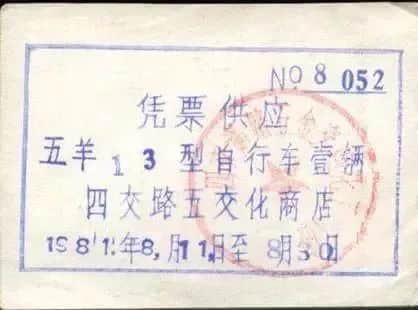 NO 8 052
凭票供应
五羊13型自行车壹辆
四交路五交化商店
1981年8月11日至8月30日